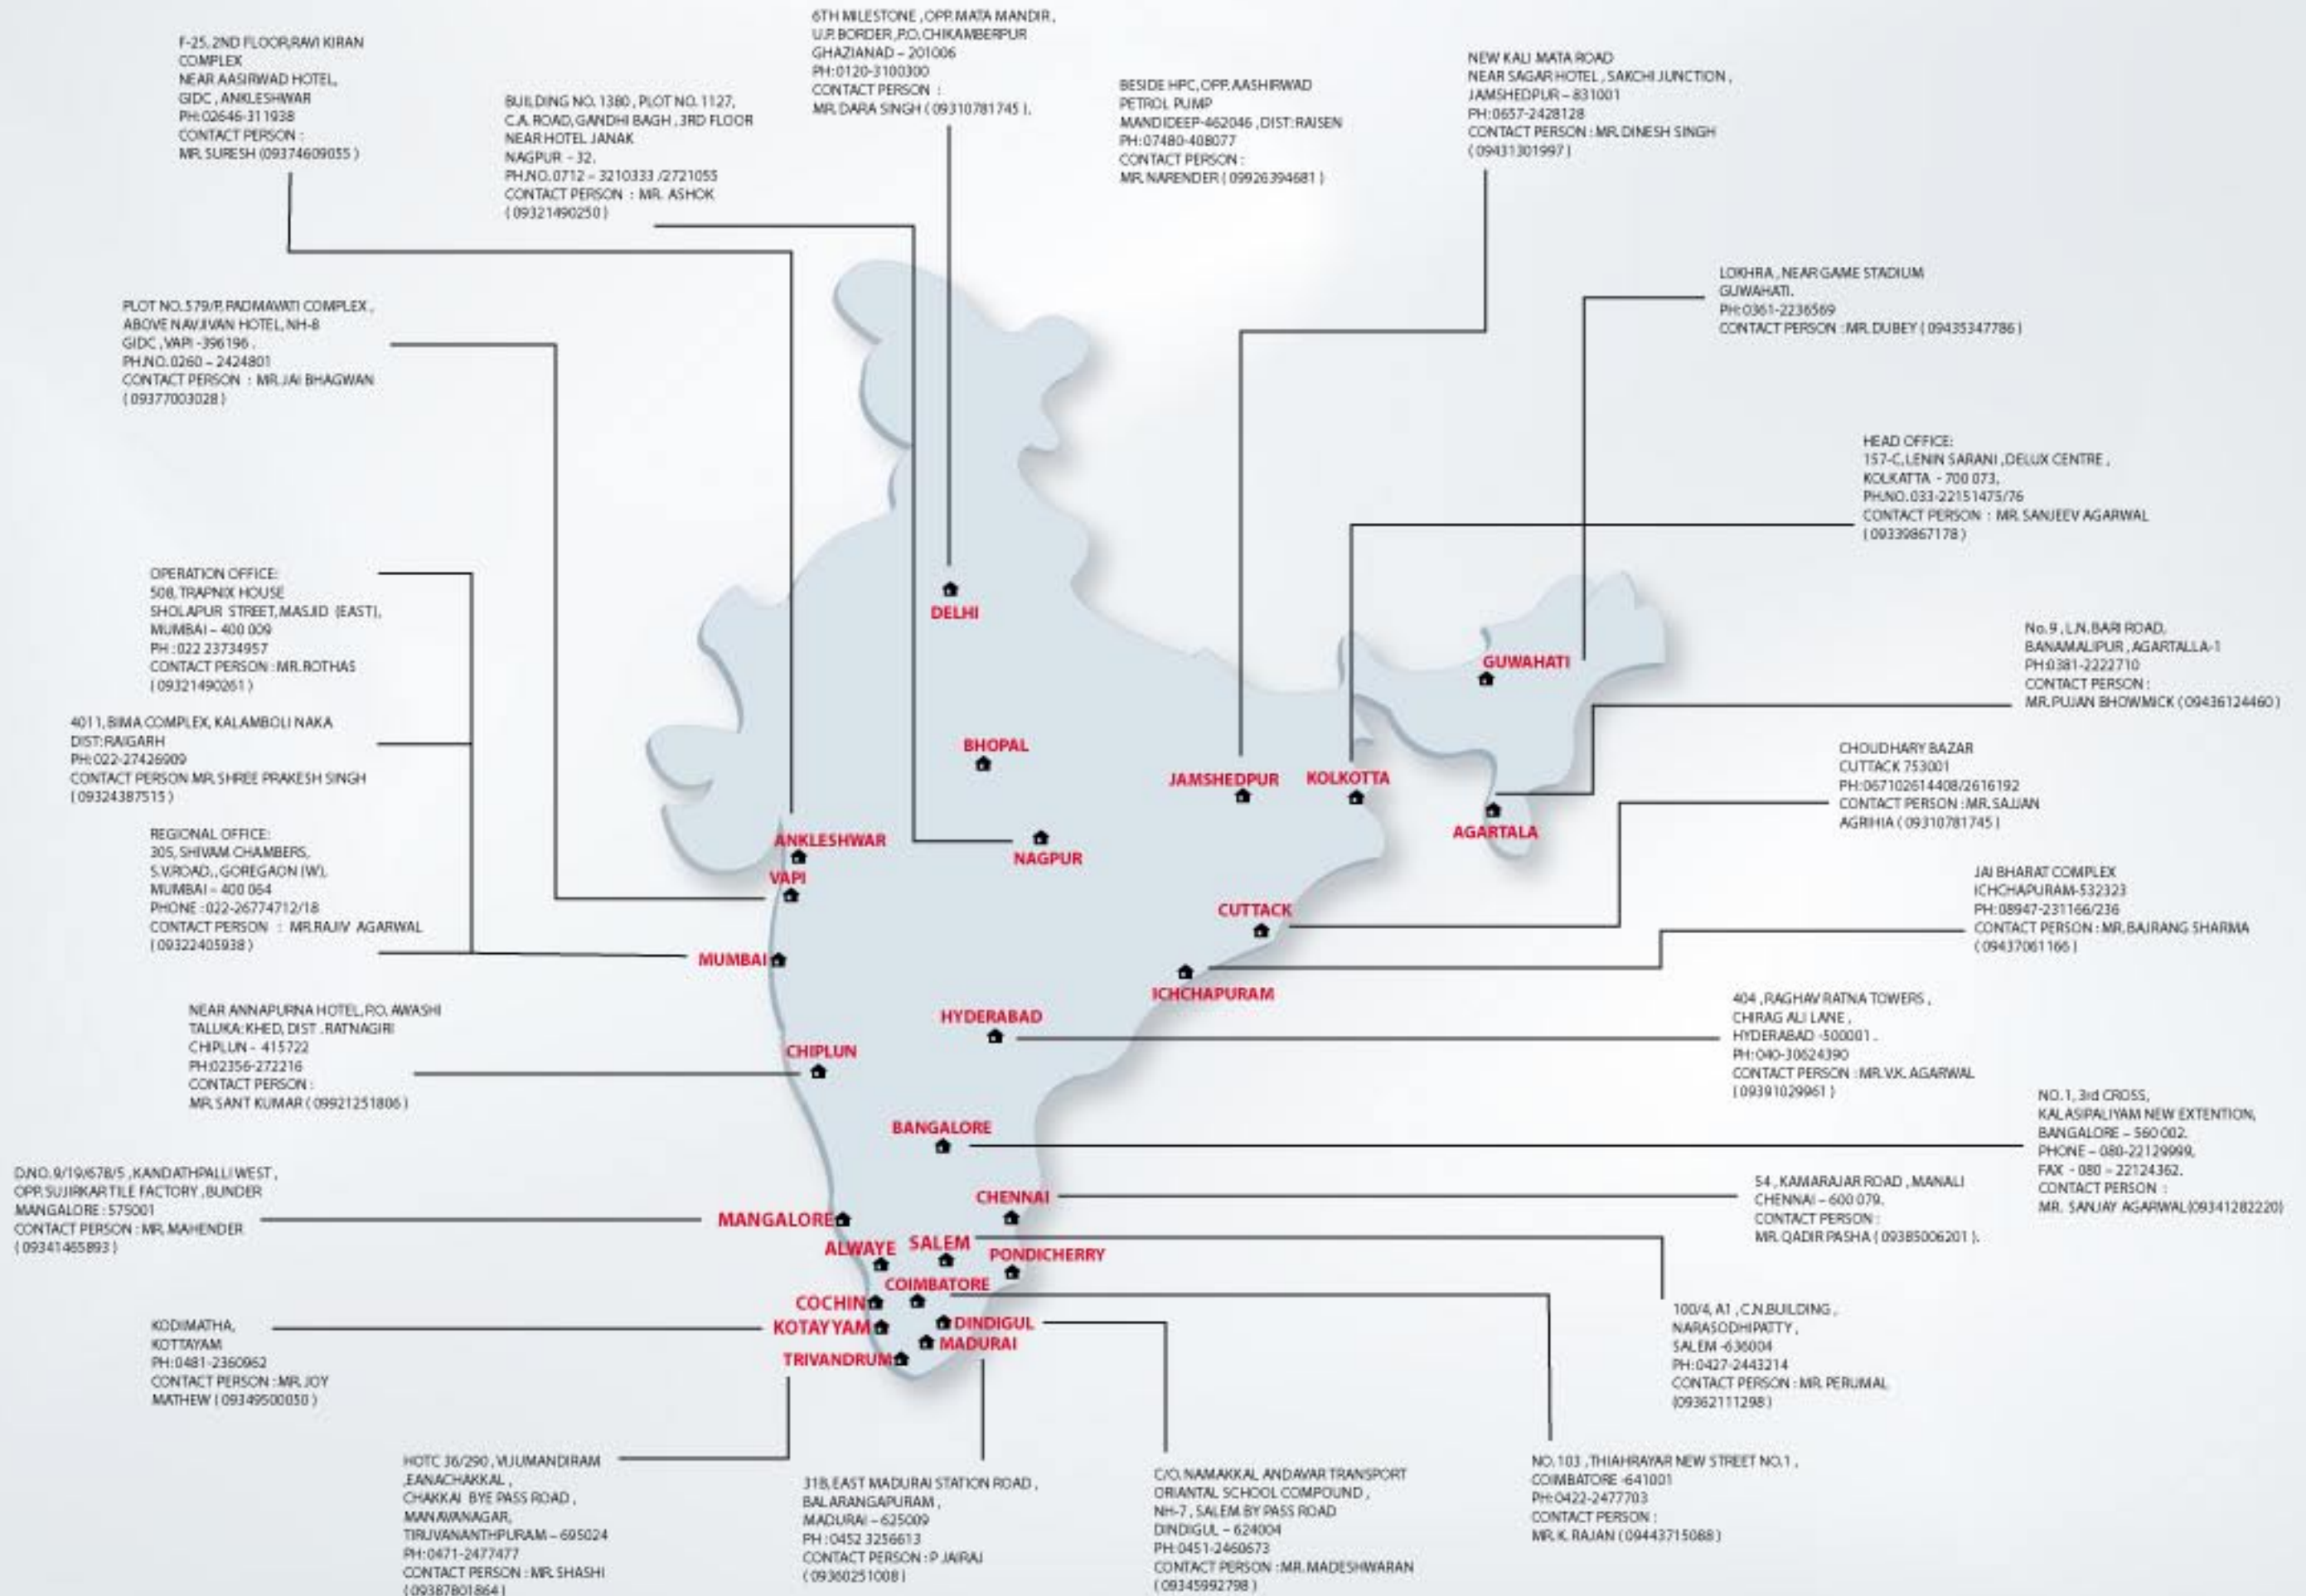 F-25, 2ND FLOOR,RAVI KIRAN
COMPLEX
NEAR AASIRWAD HOTEL,
GIDC , ANKLESHWAR
PH:02646-311938
CONTACT PERSON :
MR. SURESH (09374609055 )
BUILDING NO. 1380 , PLOT NO. 1127,
C.A. ROAD, GANDHI BAGH , 3RD FLOOR
NEAR HOTEL JANAK
NAGPUR - 32.
PH.NO. 0712 – 3210333 /2721055
CONTACT PERSON : MR. ASHOK
( 09321490250 )
6TH MILESTONE , OPP. MATA MANDIR ,
U.P. BORDER ,P.O. CHIKAMBERPUR
GHAZIANAD – 201006
PH:0120-3100300
CONTACT PERSON :
MR. DARA SINGH ( 09310781745 ).
BESIDE HPC, OPP. AASHIRWAD
PETROL PUMP
MANDIDEEP-462046 , DIST: RAISEN
PH:07480-408077
CONTACT PERSON :
MR. NARENDER ( 09926394681 )
NEW KALI MATA ROAD
NEAR SAGAR HOTEL , SAKCHI JUNCTION ,
JAMSHEDPUR – 831001
PH:0657-2428128
CONTACT PERSON : MR. DINESH SINGH
( 09431301997 )
LOKHRA , NEAR GAME STADIUM
GUWAHATI.
PH:0361-2236569
CONTACT PERSON : MR. DUBEY ( 09435347786 )
PLOT NO. 579/P, PADMAVATI COMPLEX ,
ABOVE NAVJIVAN HOTEL, NH-8
GIDC , VAPI -396196 .
PH.NO. 0260 – 2424801
CONTACT PERSON : MR. JAI BHAGWAN
( 09377003028 )
HEAD OFFICE:
157-C, LENIN SARANI , DELUX CENTRE ,
KOLKATTA - 700 073,
PH.NO. 033-22151475/76
CONTACT PERSON : MR. SANJEEV AGARWAL
( 09339867178 )
OPERATION OFFICE:
508, TRAPNIX HOUSE
SHOLAPUR STREET, MASJID (EAST),
MUMBAI – 400 009
PH : 022 23734957
CONTACT PERSON : MR. ROTHAS
( 09321490261 )
4011, BIMA COMPLEX, KALAMBOLI NAKA
DIST: RAIGARH
PH: 022-27426909
CONTACT PERSON MR. SHREE PRAKESH SINGH
( 09324387515 )
REGIONAL OFFICE:
305, SHIVAM CHAMBERS,
S.V.ROAD, , GOREGAON (W),
MUMBAI – 400 064
PHONE : 022-26774712/18
CONTACT PERSON : MR.RAJIV AGARWAL
( 09322405938 )
No. 9 , L.N. BARI ROAD,
BANAMALIPUR , AGARTALLA-1
PH:0381-2222710
CONTACT PERSON :
MR. PUJAN BHOWMICK ( 09436124460 )
CHOUDHARY BAZAR
CUTTACK 753001
PH:067102614408/2616192
CONTACT PERSON : MR. SAJJAN
AGRIHIA ( 09310781745 )
JAI BHARAT COMPLEX
ICHCHAPURAM-532323
PH: 08947-231166/236
CONTACT PERSON : MR. BAJRANG SHARMA
( 09437061166 )
DELHI
GUWAHATI
BHOPAL
JAMSHEDPUR
KOLKOTTA
AGARTALA
ANKLESHWAR
NAGPUR
VAPI
CUTTACK
MUMBAI
ICHCHAPURAM
HYDERABAD
CHIPLUN
BANGALORE
CHENNAI
MANGALORE
ALWAYE
SALEM
PONDICHERRY
COIMBATORE
COCHIN
DINDIGUL
KOTAYYAM
MADURAI
TRIVANDRUM
NEAR ANNAPURNA HOTEL, P.O. AWASHI
TALUKA: KHED, DIST . RATNAGIRI
CHIPLUN - 415722
PH:02356-272216
CONTACT PERSON :
MR. SANT KUMAR ( 09921251806 )
404 , RAGHAV RATNA TOWERS ,
CHIRAG ALI LANE ,
HYDERABAD -500001 .
PH: 040-30624390
CONTACT PERSON : MR. V.K. AGARWAL
( 09391029961 )
NO. 1, 3rd CROSS,
KALASIPALIYAM NEW EXTENTION,
BANGALORE – 560 002.
PHONE – 080-22129999,
FAX - 080 – 22124362.
CONTACT PERSON :
MR. SANJAY AGARWAL(09341282220)
D.NO. 9/19/678/5 , KANDATHPALLI WEST ,
OPP. SUJIRKAR TILE FACTORY , BUNDER
MANGALORE : 575001
CONTACT PERSON : MR. MAHENDER
( 09341465893 )
54 , KAMARAJAR ROAD , MANALI
CHENNAI – 600 079.
CONTACT PERSON :
MR. QADIR PASHA ( 09385006201 ).
100/4, A1 , C.N.BUILDING ,
NARASODHIPATTY ,
SALEM -636004
PH:0427-2443214
CONTACT PERSON : MR. PERUMAL
(09362111298 )
KODIMATHA,
KOTTAYAM
PH:0481-2360962
CONTACT PERSON : MR. JOY
MATHEW ( 09349500050 )
HOTC 36/290 , VIJUMANDIRAM
,EANACHAKKAL ,
CHAKKAI BYE PASS ROAD ,
MANAVANAGAR,
TIRUVANANTHPURAM – 695024
PH:0471-2477477
CONTACT PERSON : MR. SHASHI
( 09387801864 )
31B, EAST MADURAI STATION ROAD ,
BALARANGAPURAM ,
MADURAI – 625009
PH : 0452 3256613
CONTACT PERSON : P JAIRAJ
( 09360251008 )
C/O. NAMAKKAL ANDAVAR TRANSPORT
ORIANTAL SCHOOL COMPOUND ,
NH-7 , SALEM BY PASS ROAD
DINDIGUL – 624004
PH:0451-2460673
CONTACT PERSON : MR. MADESHWARAN
( 09345992798 )
NO. 103 , THIAHRAYAR NEW STREET NO.1 ,
COIMBATORE -641001
PH:0422-2477703
CONTACT PERSON :
MR. K. RAJAN ( 09443715088 )